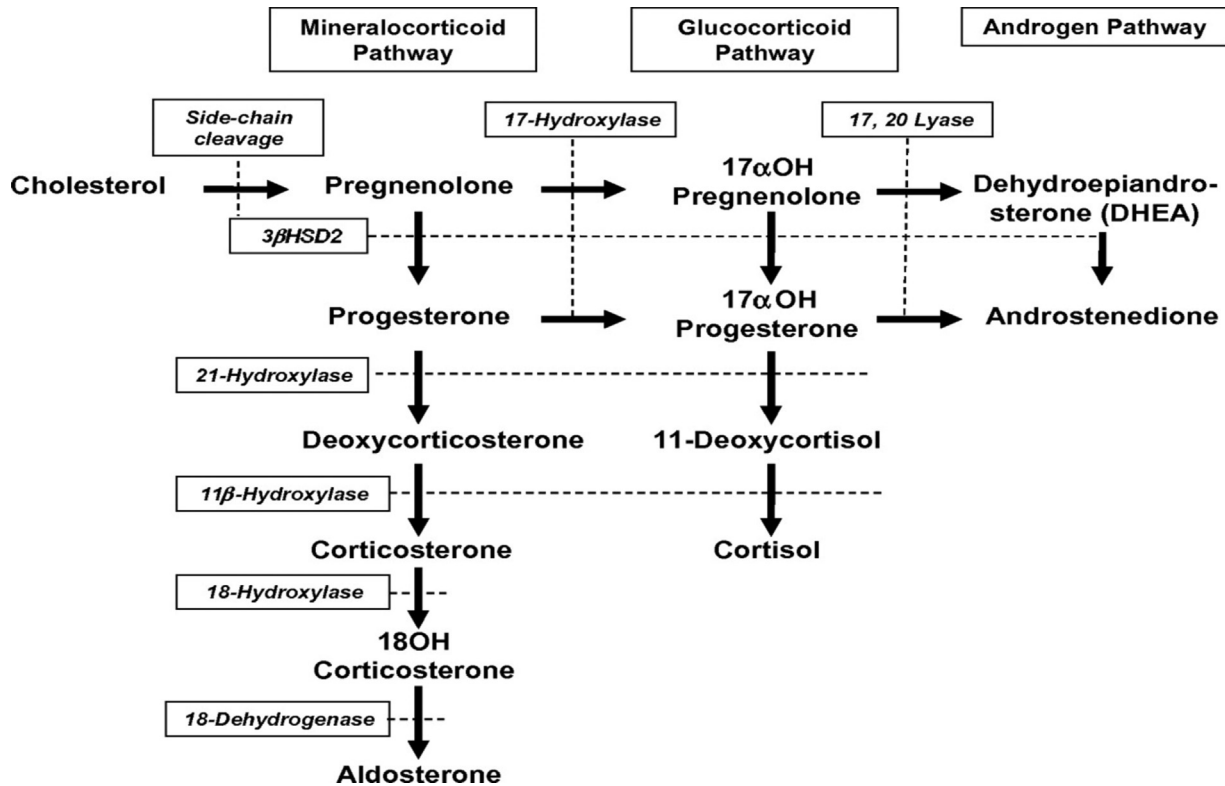 Mineralocorticoid
Pathway
Glucocorticoid
Pathway
Androgen Pathway
Side-chain
cleavage
17-Hydroxylase
17, 20 Lyase
Cholesterol
Pregnenolone
17αOH
Pregnenolone
Dehydroepiandro-
sterone (DHEA)
3βHSD2
Progesterone
17αOH
Progesterone
Androstenedione
21-Hydroxylase
Deoxycorticosterone
11-Deoxycortisol
11β-Hydroxylase
Corticosterone
Cortisol
18-Hydroxylase
18OH
Corticosterone
18-Dehydrogenase
Aldosterone